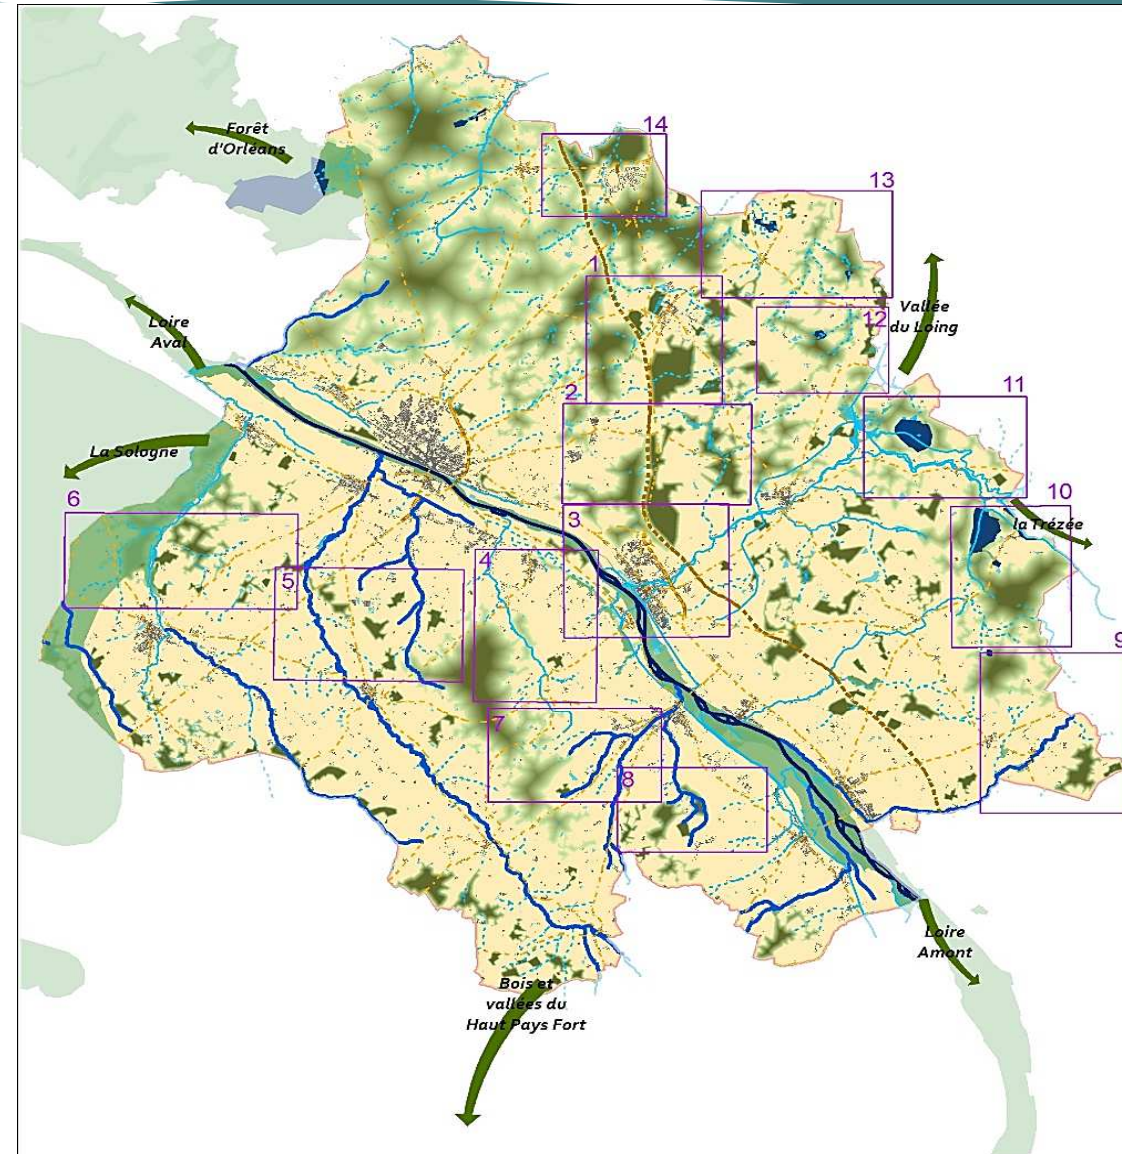 14
Forêt
d'Orléans
13
1
Vallée
du Loing
Loire
Aval
12
11
2
La Sologne
6
10
3
la Trézée
4
5
9
7
8
Loire
Amont
Bois et
vallées du
Haut Pays Fort